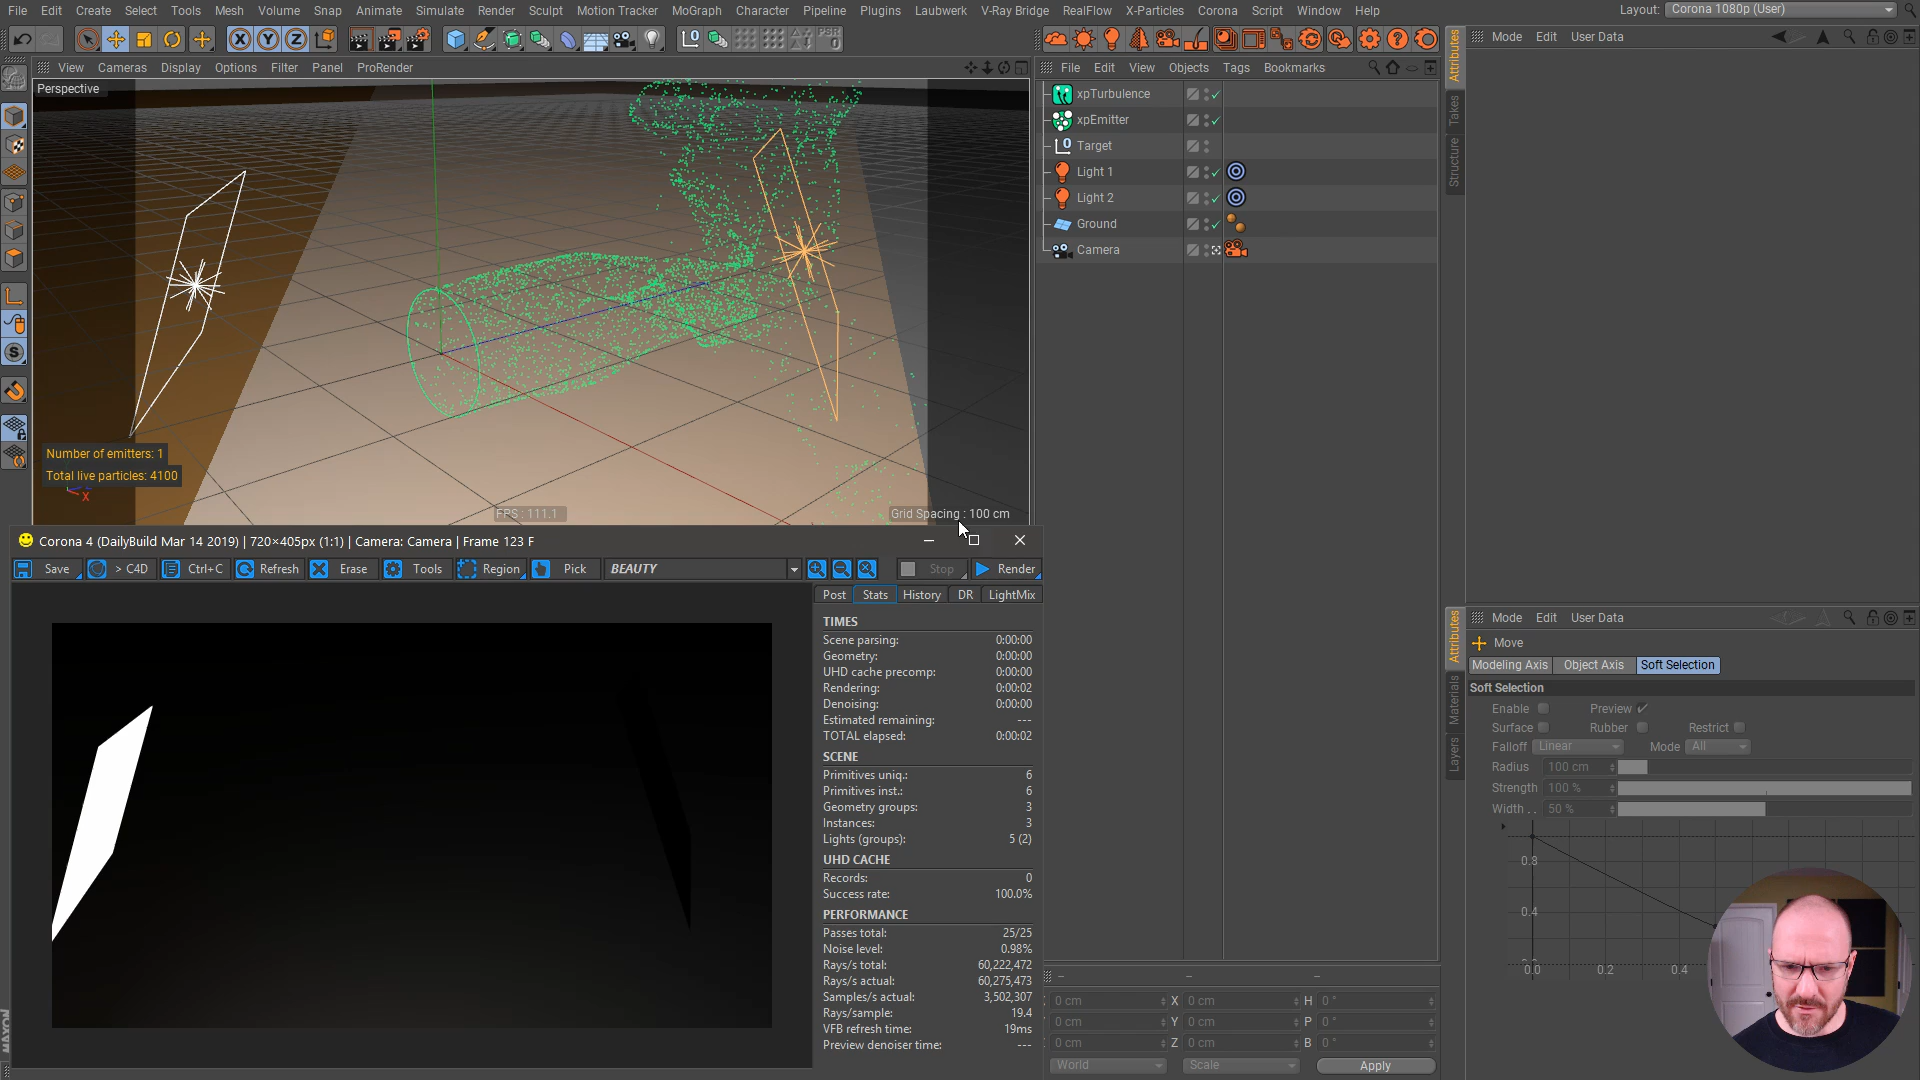 File Edit Create Select Tools Mesh Volume Snap Animate Simulate Render Sculpt Motion Tracker MoGraph Character Pipeline Plugins Laubwerk V-Ray Bridge RealFlow X-Particles Corona Script Window Help
Layout: Corona 1080p (User)
X Y Z
PSR
0
View Cameras Display Options Filter Panel ProRender
Perspective
Number of emitters: 1
Total live particles: 4100
X
FPS : 111.1
Grid Spacing : 100 cm
File Edit View Objects Tags Bookmarks
xpTurbulence
xpEmitter
Target
Light 1
Light 2
Ground
Camera
Attributes
Takes
Structure
Mode Edit User Data
Corona 4 (DailyBuild Mar 14 2019) | 720×405px (1:1) | Camera: Camera | Frame 123 F
Save > C4D Ctrl+C Refresh Erase Tools Region Pick BEAUTY Stop Render
Post Stats History DR LightMix
TIMES
Scene parsing: 0:00:00
Geometry: 0:00:00
UHD cache precomp: 0:00:00
Rendering: 0:00:02
Denoising: 0:00:00
Estimated remaining: ---
TOTAL elapsed: 0:00:02
SCENE
Primitives uniq.: 6
Primitives inst.: 6
Geometry groups: 3
Instances: 3
Lights (groups): 5 (2)
UHD CACHE
Records: 0
Success rate: 100.0%
PERFORMANCE
Passes total: 25/25
Noise level: 0.98%
Rays/s total: 60,222,472
Rays/s actual: 60,275,473
Samples/s actual: 3,502,307
Rays/sample: 19.4
VFB refresh time: 19ms
Preview denoiser time: ---
0 cm X 0 cm H 0 °
0 cm Y 0 cm P 0 °
0 cm Z 0 cm B 0 °
World Scale Apply
Attributes
Materials
Layers
Mode Edit User Data
Move
Modeling Axis Object Axis Soft Selection
Soft Selection
Enable Preview
Surface Rubber Restrict
Falloff Linear Mode All
Radius 100 cm
Strength 100 %
Width . . 50 %
0.8
0.4
0.0 0.2 0.4
MAXON